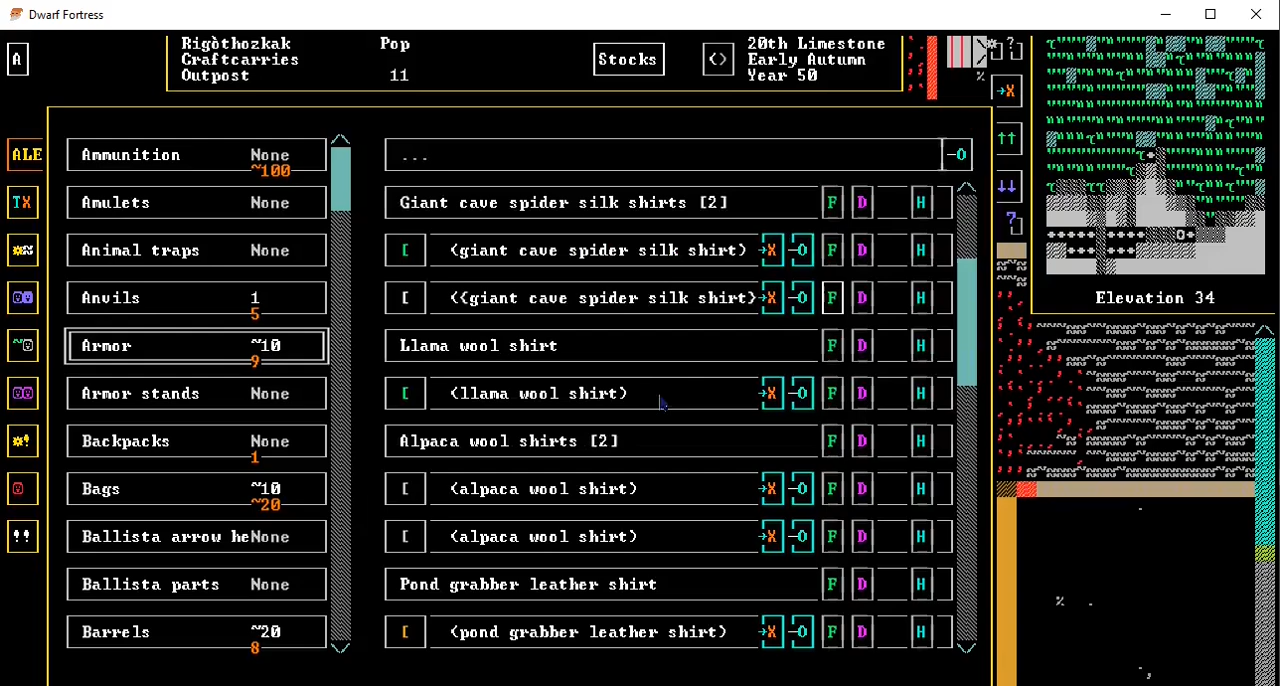 Dwarf Fortress
A
Rigòthozkak
Craftcarries
Outpost
Pop
11
Stocks
<>
20th Limestone
Early Autumn
Year 50
ALE
TX
Ammunition None
~100
Amulets None
Animal traps None
Anvils 1
5
Armor ~10
9
Armor stands None
Backpacks None
1
Bags ~10
~20
Ballista arrow heNone
Ballista parts None
Barrels ~20
8
... -O
Giant cave spider silk shirts [2] F D H
[ (giant cave spider silk shirt) →X -O F D H
[ ({giant cave spider silk shirt} →X -O F D H
Llama wool shirt F D H
[ (llama wool shirt) →X -O F D H
Alpaca wool shirts [2] F D H
[ (alpaca wool shirt) →X -O F D H
[ (alpaca wool shirt) →X -O F D H
Pond grabber leather shirt F D H
[ (pond grabber leather shirt) →X -O F D H
→X
↑↑
↓↓
?
Elevation 34